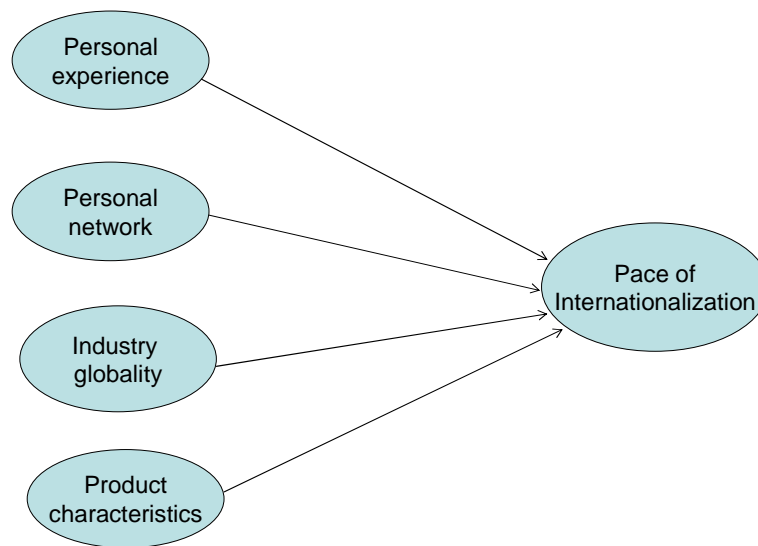 Personal
experience
Personal
network
Industry
globality
Product
characteristics
Pace of
Internationalization